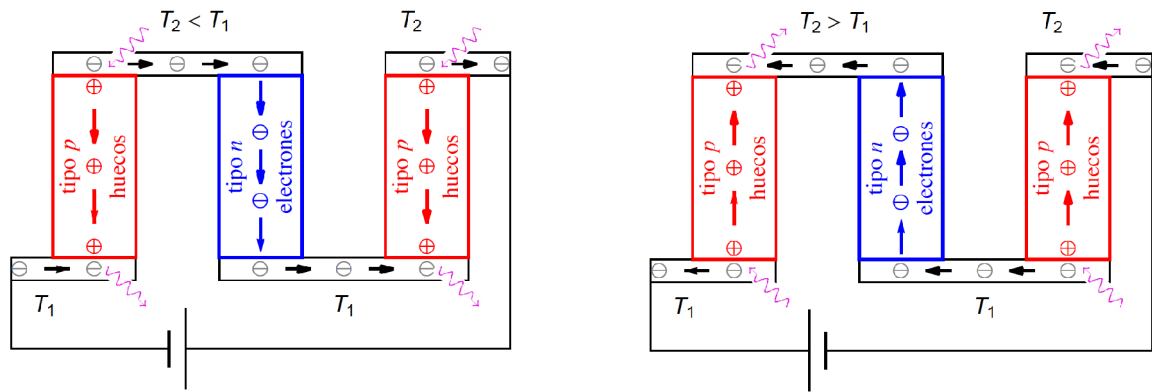 T₂ < T₁
T₂
tipo p
huecos
tipo n
electrones
tipo p
huecos
T₁
T₁
T₂ > T₁
T₂
tipo p
huecos
tipo n
electrones
tipo p
huecos
T₁
T₁